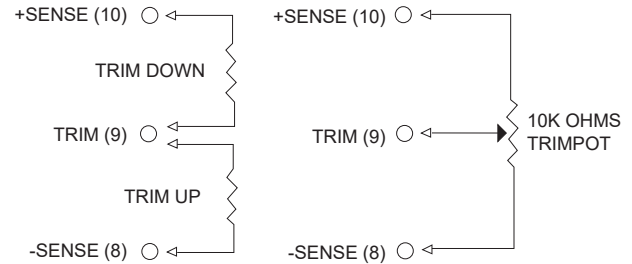 +SENSE (10)
TRIM DOWN
TRIM (9)
TRIM UP
-SENSE (8)
+SENSE (10)
10K OHMS
TRIMPOT
TRIM (9)
-SENSE (8)